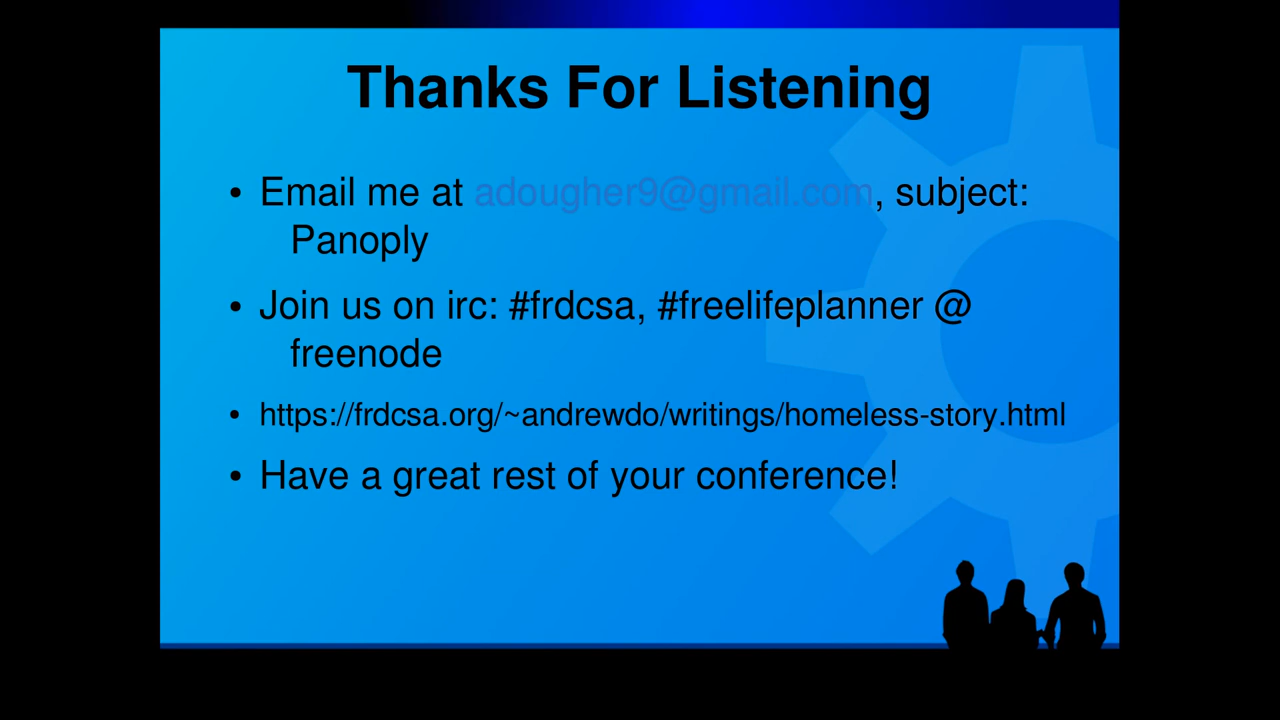 Thanks For Listening
• Email me at adougher9@gmail.com, subject:
Panoply
• Join us on irc: #frdcsa, #freelifeplanner @
freenode
• https://frdcsa.org/~andrewdo/writings/homeless-story.html
• Have a great rest of your conference!